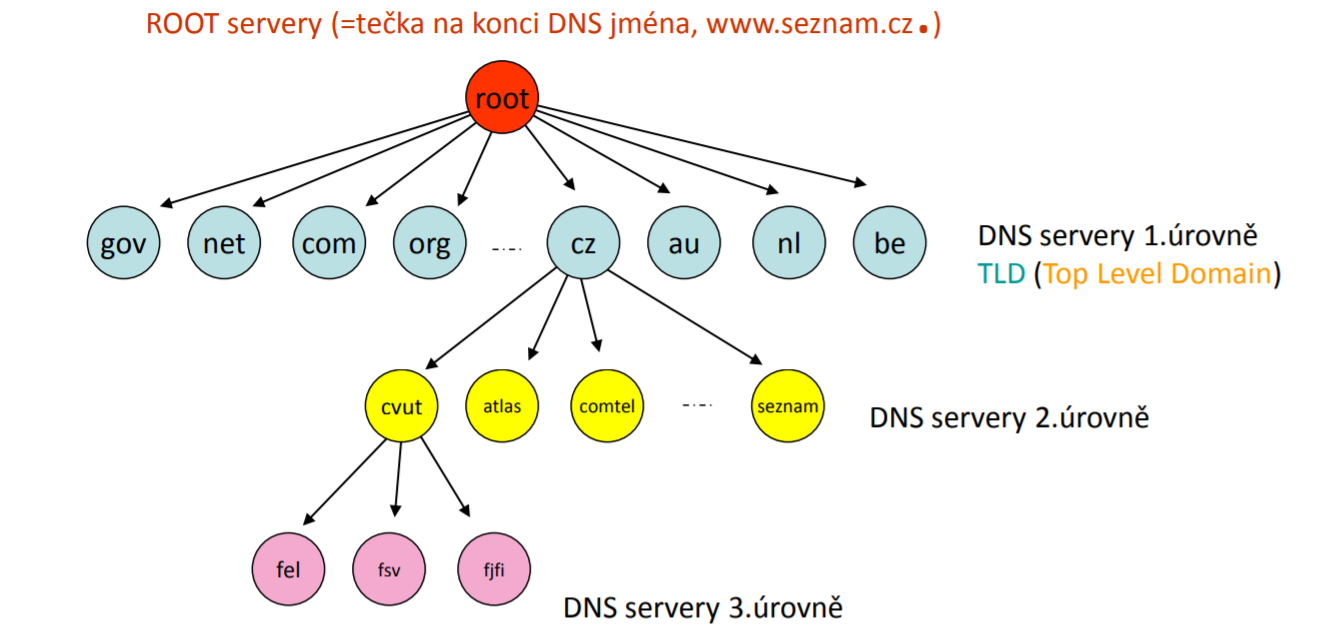 ROOT servery (=tečka na konci DNS jména, www.seznam.cz.)
root
gov net com org cz au nl be
DNS servery 1.úrovně
TLD (Top Level Domain)
cvut atlas comtel seznam
DNS servery 2.úrovně
fel fsv fjfi
DNS servery 3.úrovně